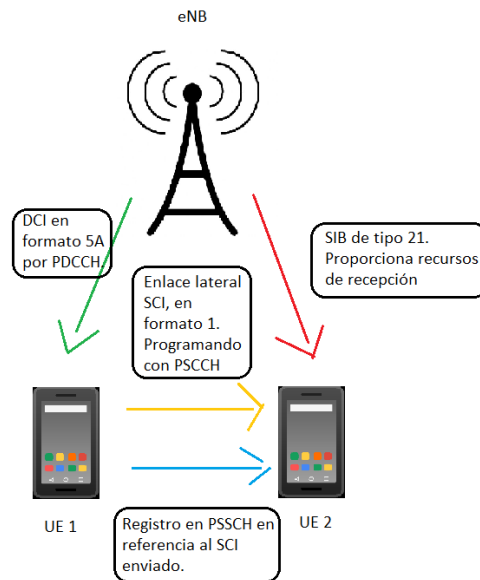 eNB
DCI en
formato 5A
por PDCCH.
SIB de tipo 21.
Proporciona recursos
de recepción
Enlace lateral
SCI, en
formato 1.
Programando
con PSCCH
UE 1
UE 2
Registro en PSSCH en
referencia al SCI
enviado.